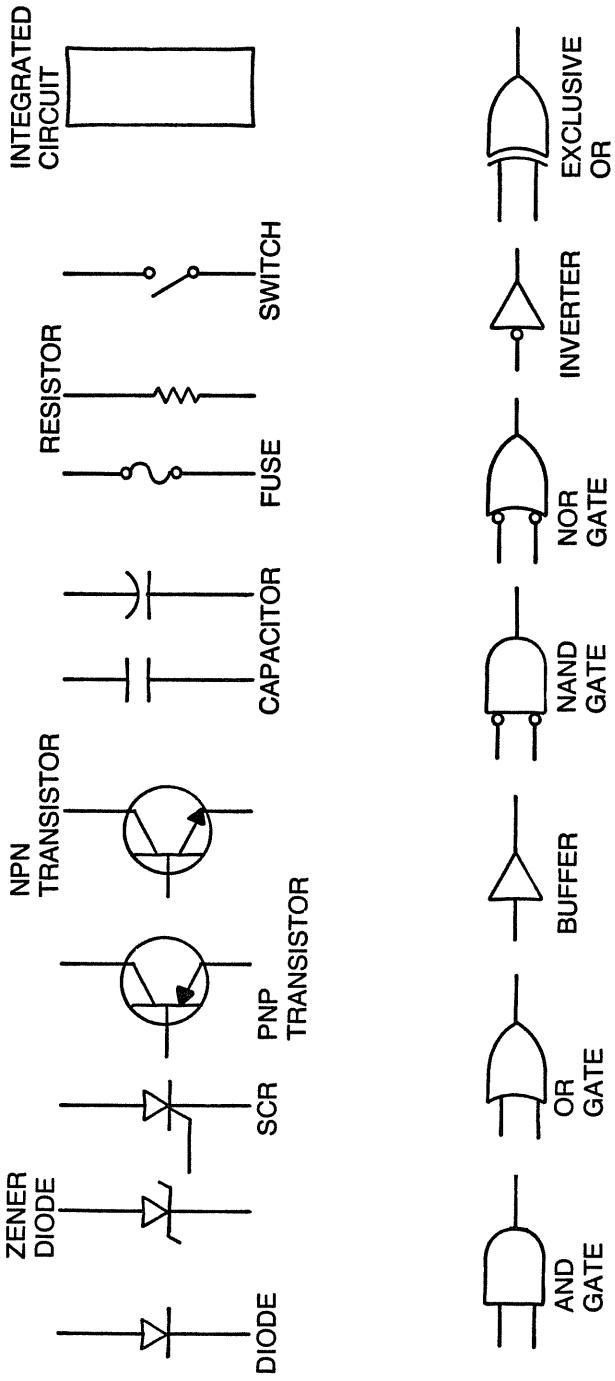 DIODE
ZENER
DIODE
SCR
PNP
TRANSISTOR
NPN
TRANSISTOR
CAPACITOR
FUSE
RESISTOR
SWITCH
INTEGRATED
CIRCUIT
AND
GATE
OR
GATE
BUFFER
NAND
GATE
NOR
GATE
INVERTER
EXCLUSIVE
OR